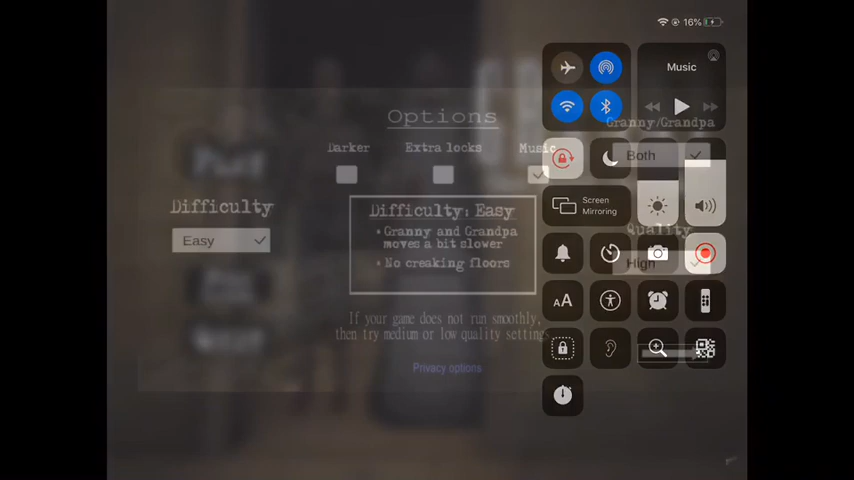 16%
Music
Options
Granny/Grandpa
Darker
Extra locks
Music
Both
Difficulty
Easy
Difficulty: Easy
• Granny and Grandpa
moves a bit slower
• No creaking floors
Screen
Mirroring
Quality
High
AA
If your game does not run smoothly,
then try medium or low quality settings.
Privacy options